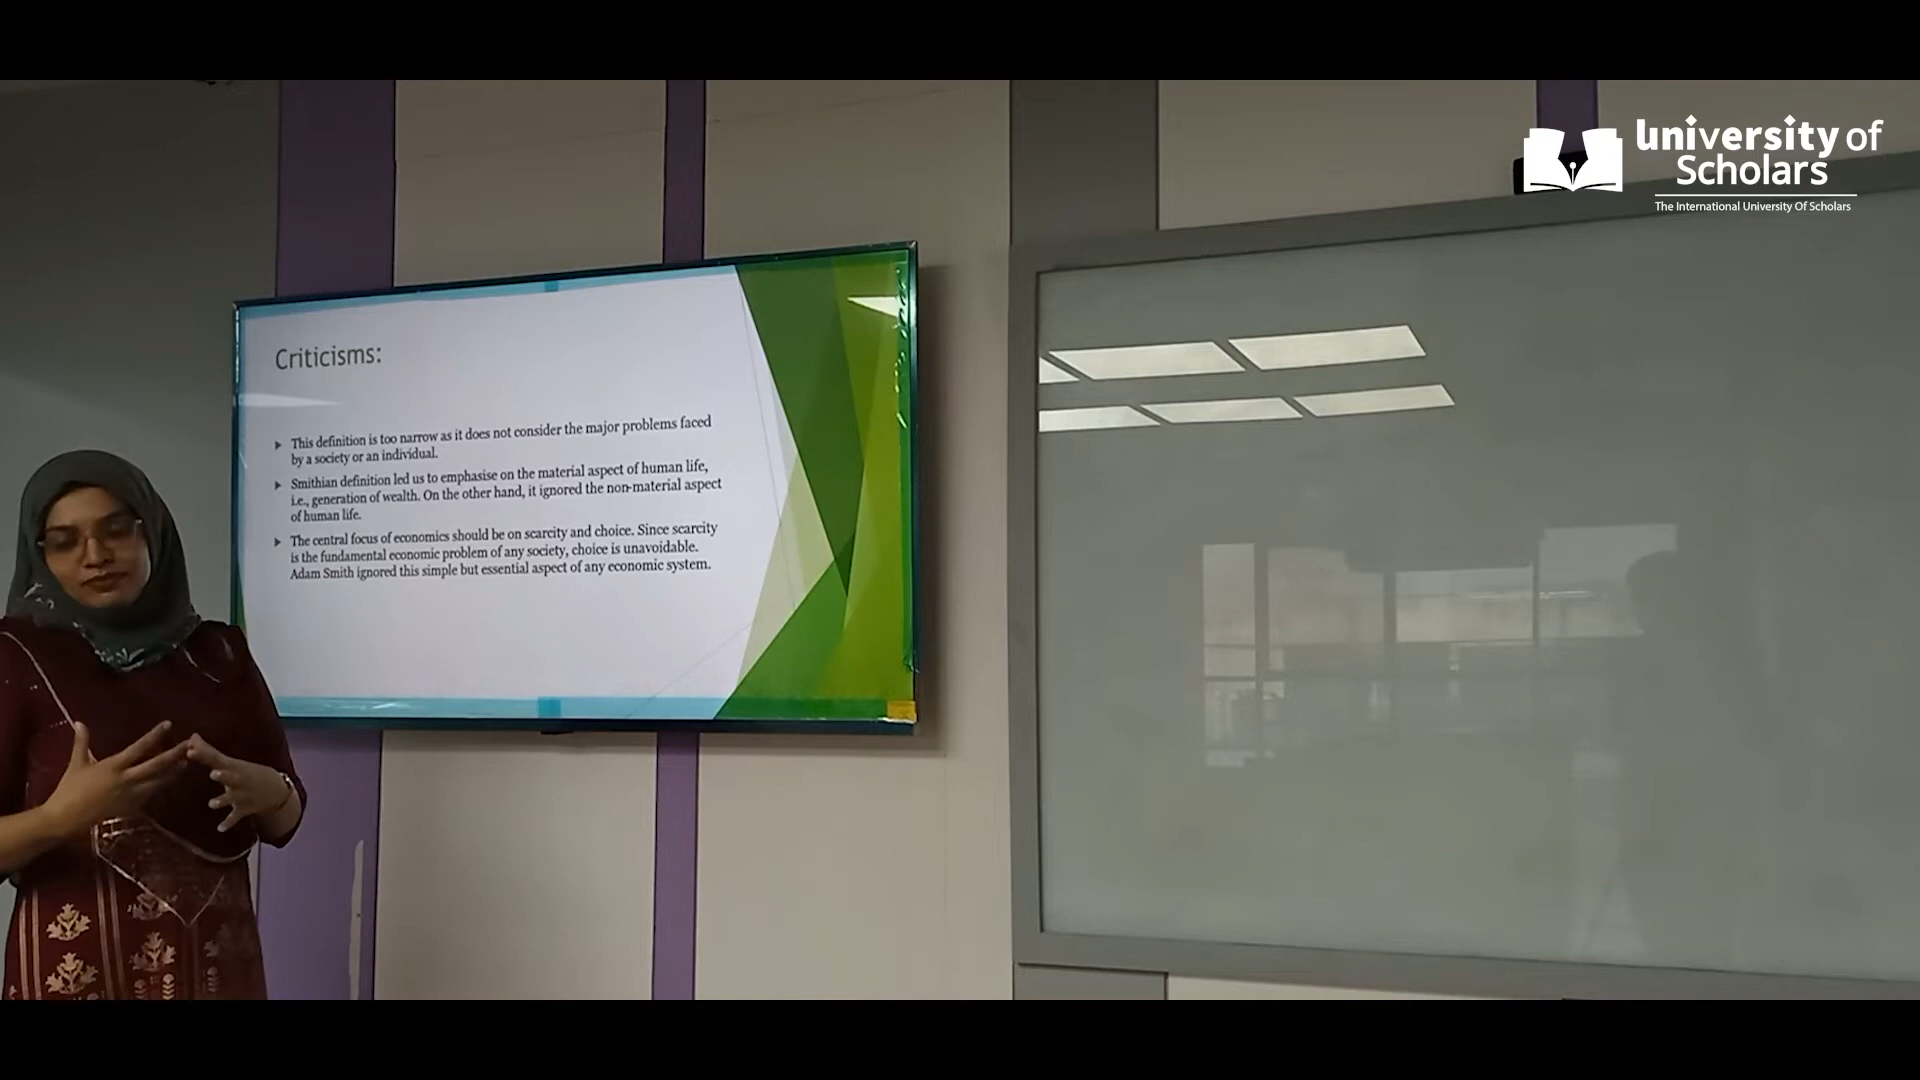 University of
Scholars
The International University Of Scholars
Criticisms:
This definition is too narrow as it does not consider the major problems faced
by a society or an individual.
Smithian definition led us to emphasise on the material aspect of human life,
i.e., generation of wealth. On the other hand, it ignored the non-material aspect
of human life.
The central focus of economics should be on scarcity and choice. Since scarcity
is the fundamental economic problem of any society, choice is unavoidable.
Adam Smith ignored this simple but essential aspect of any economic system.